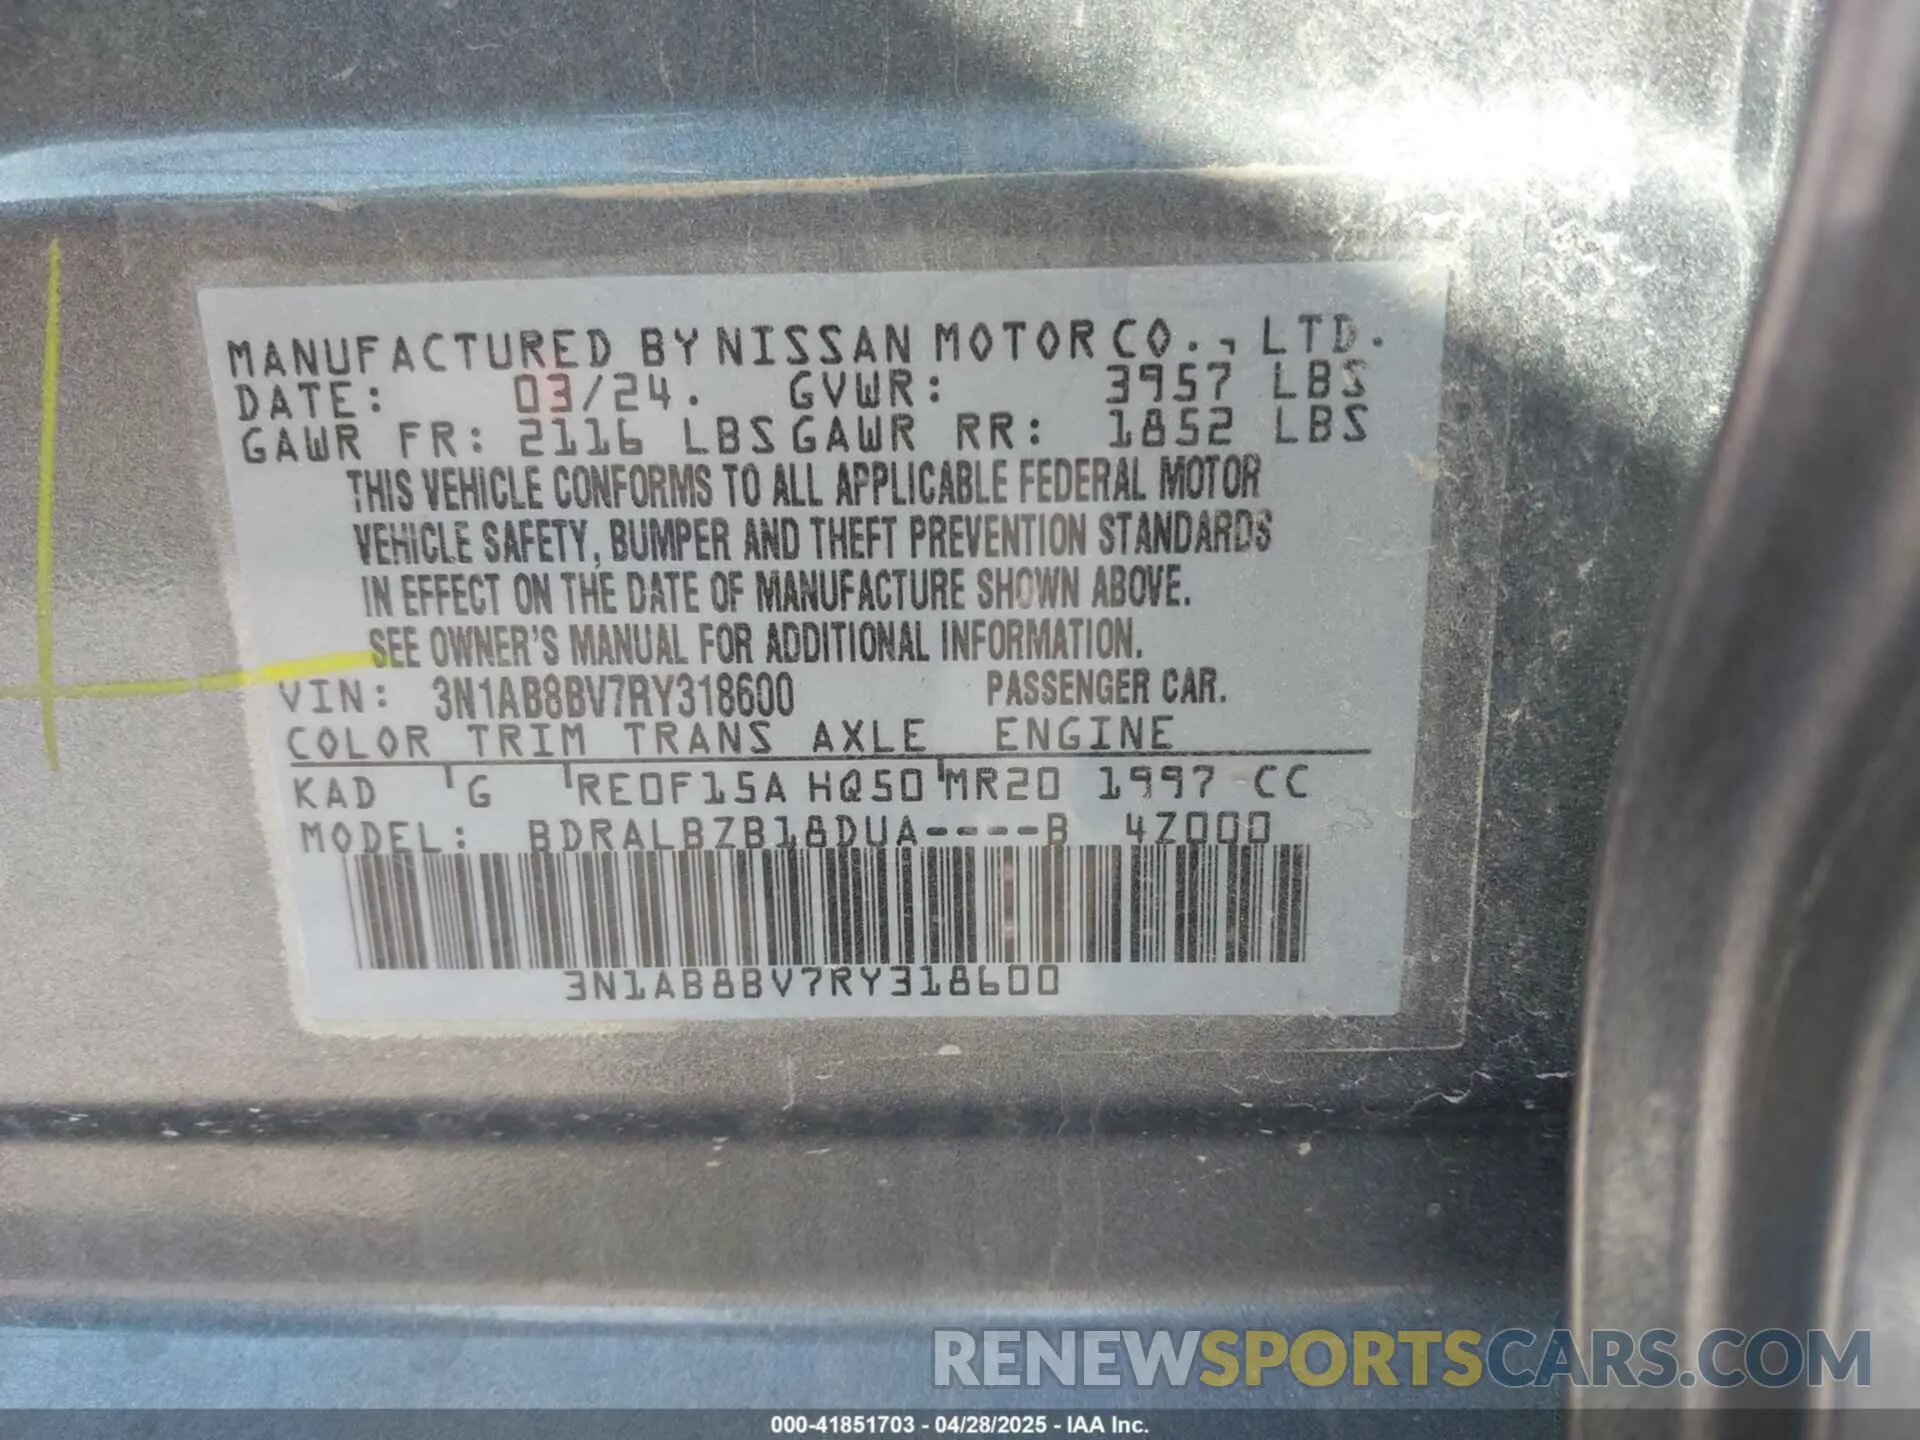 MANUFACTURED BY NISSAN MOTOR CO., LTD.
DATE: 03/24. GVWR: 3957 LBS
GAWR FR: 2116 LBS GAWR RR: 1852 LBS
THIS VEHICLE CONFORMS TO ALL APPLICABLE FEDERAL MOTOR
VEHICLE SAFETY, BUMPER AND THEFT PREVENTION STANDARDS
IN EFFECT ON THE DATE OF MANUFACTURE SHOWN ABOVE.
SEE OWNER'S MANUAL FOR ADDITIONAL INFORMATION.
VIN: 3N1AB8BV7RY318600 PASSENGER CAR.
COLOR TRIM TRANS AXLE ENGINE
KAD G RE0F15A HQ50 MR20 1997 CC
MODEL: BDRALBZB18DUA----B 4Z000
3N1AB8BV7RY318600
RENEWSPORTSCARS.COM
000-41851703 - 04/28/2025 - IAA Inc.